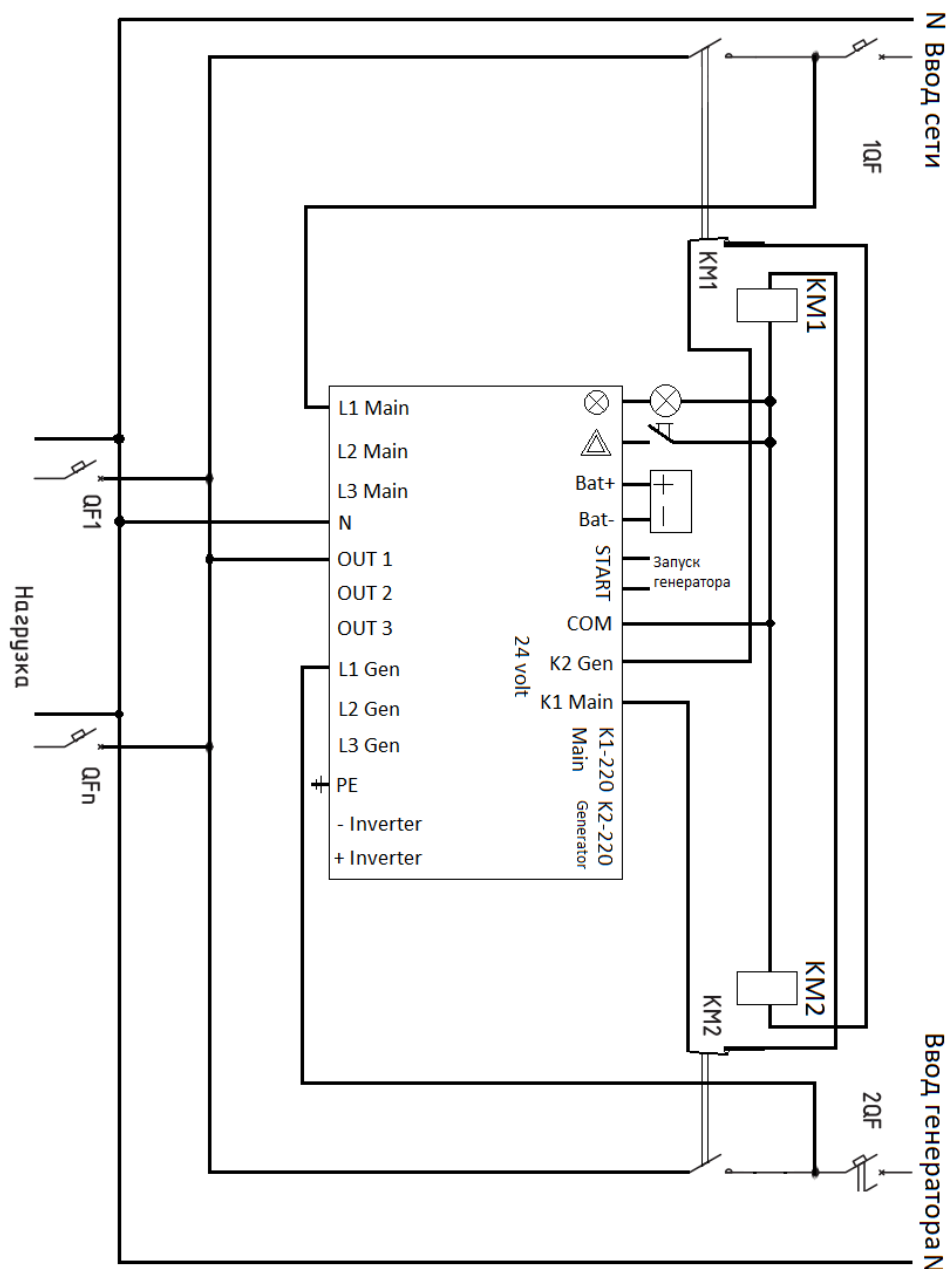 N Ввод сети
1QF
KM1
KM1
L1 Main
L2 Main
L3 Main
N
OUT 1
OUT 2
OUT 3
L1 Gen
L2 Gen
L3 Gen
PE
- Inverter
+ Inverter
Bat+
Bat-
START
COM
K2 Gen
K1 Main
24 volt
K1-220 K2-220
Main Generator
+
−
Запуск
генератора
QF1
Нагрузка
QFn
KM2
KM2
2QF
Ввод генератора N